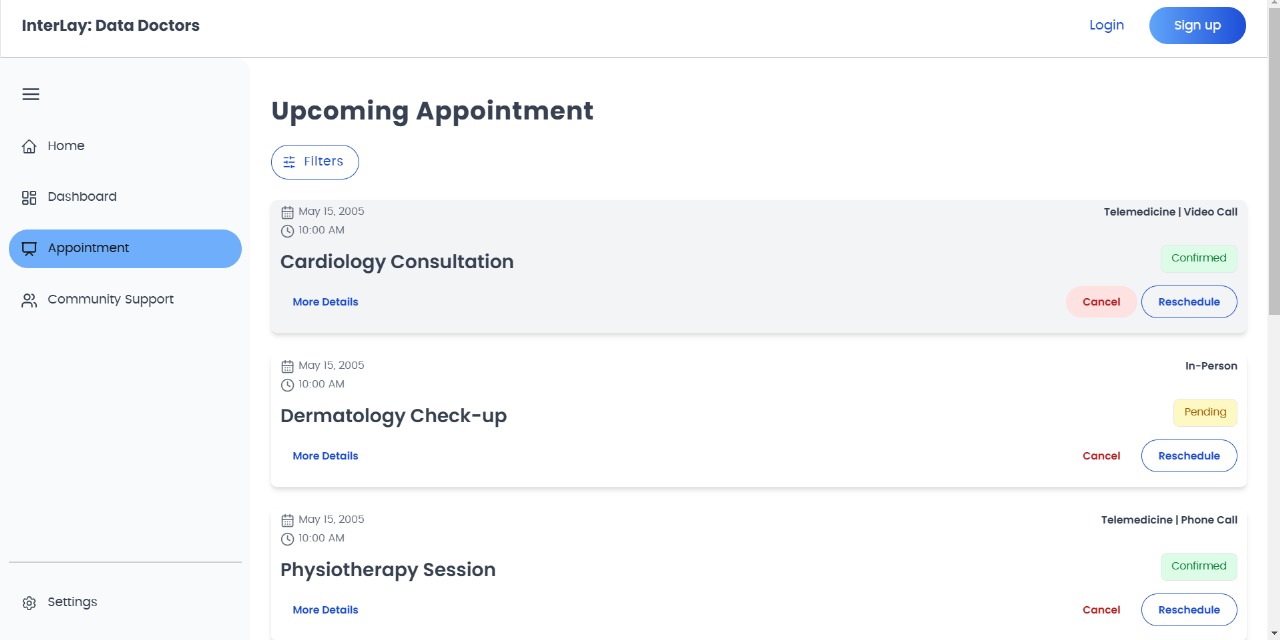 InterLay: Data Doctors
Login
Sign up
Home
Dashboard
Appointment
Community Support
Settings
Upcoming Appointment
Filters
May 15, 2005
Telemedicine | Video Call
10:00 AM
Cardiology Consultation
Confirmed
More Details
Cancel
Reschedule
May 15, 2005
In-Person
10:00 AM
Dermatology Check-up
Pending
More Details
Cancel
Reschedule
May 15, 2005
Telemedicine | Phone Call
10:00 AM
Physiotherapy Session
Confirmed
More Details
Cancel
Reschedule